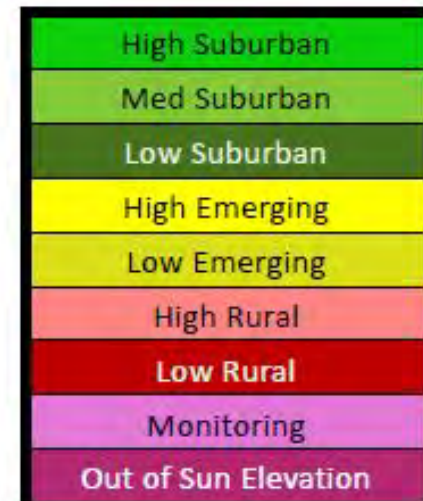 High Suburban
Med Suburban
Low Suburban
High Emerging
Low Emerging
High Rural
Low Rural
Monitoring
Out of Sun Elevation